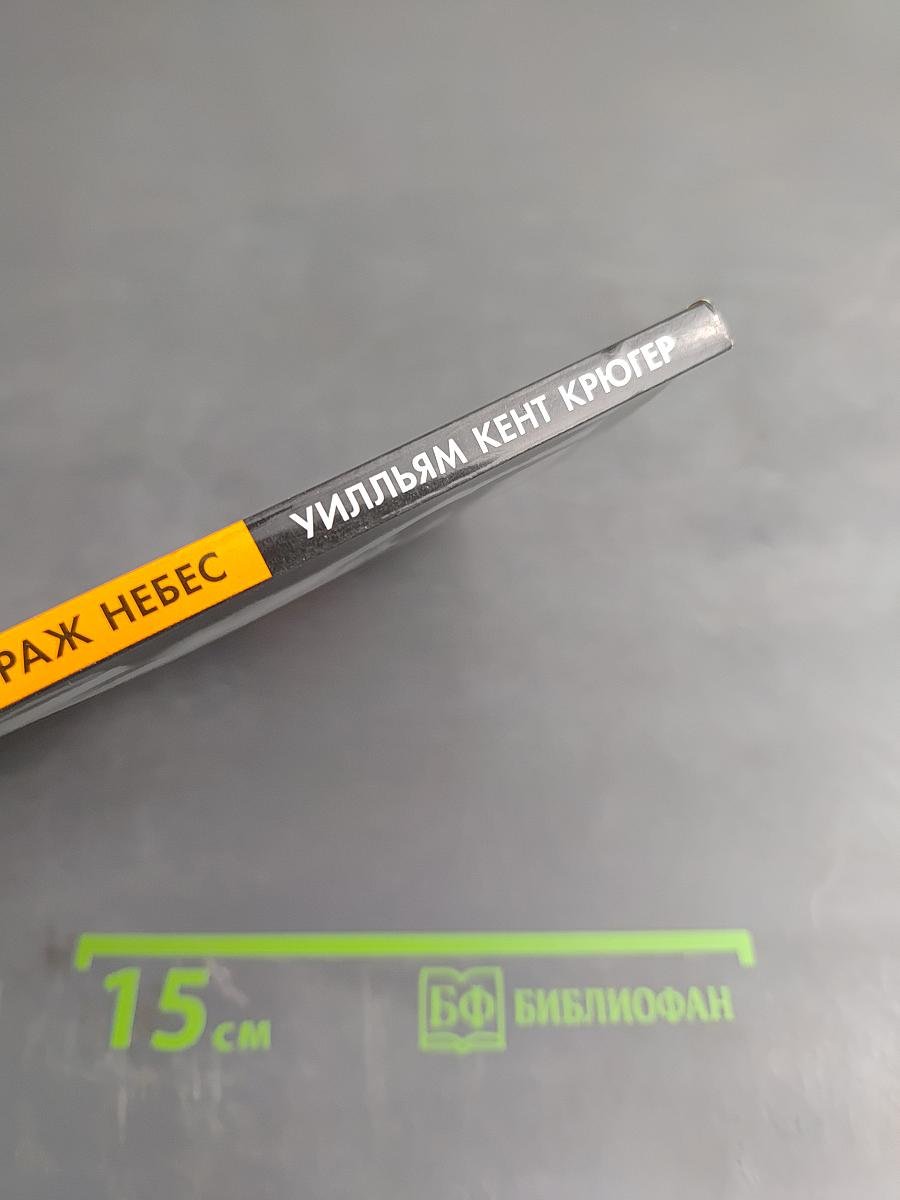 РАЖ НЕБЕС УИЛЛЬЯМ КЕНТ КРЮГЕР
15 см
БФ БИБЛИОФАН